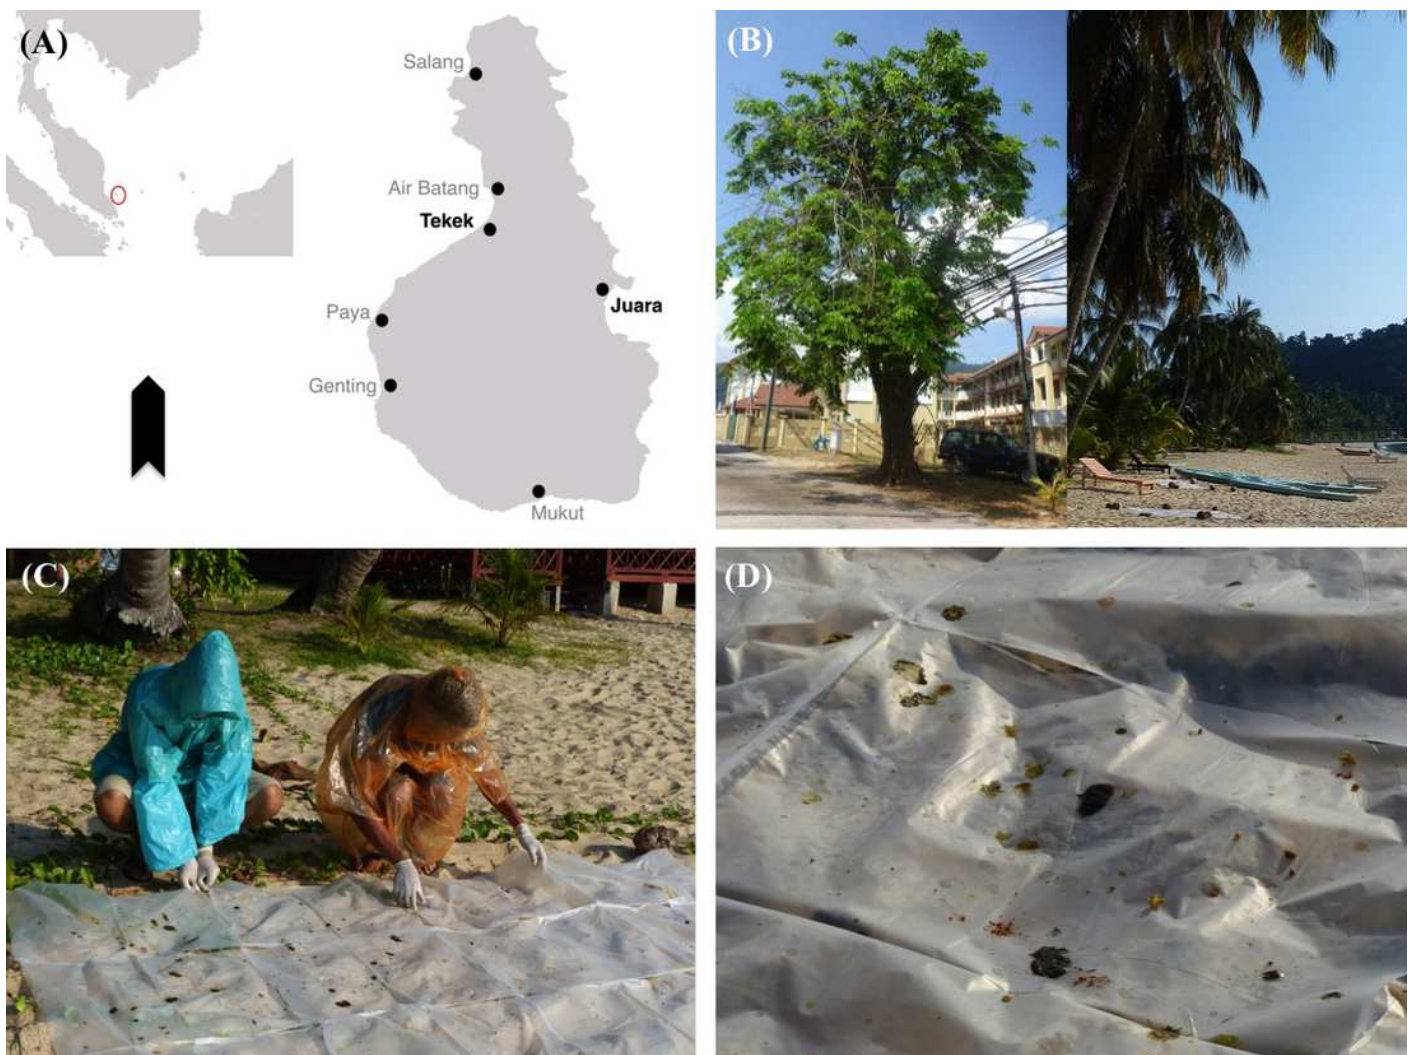 (A)
Salang
Air Batang
Tekek
Juara
Paya
Genting
Mukut
(B)
(C)
(D)